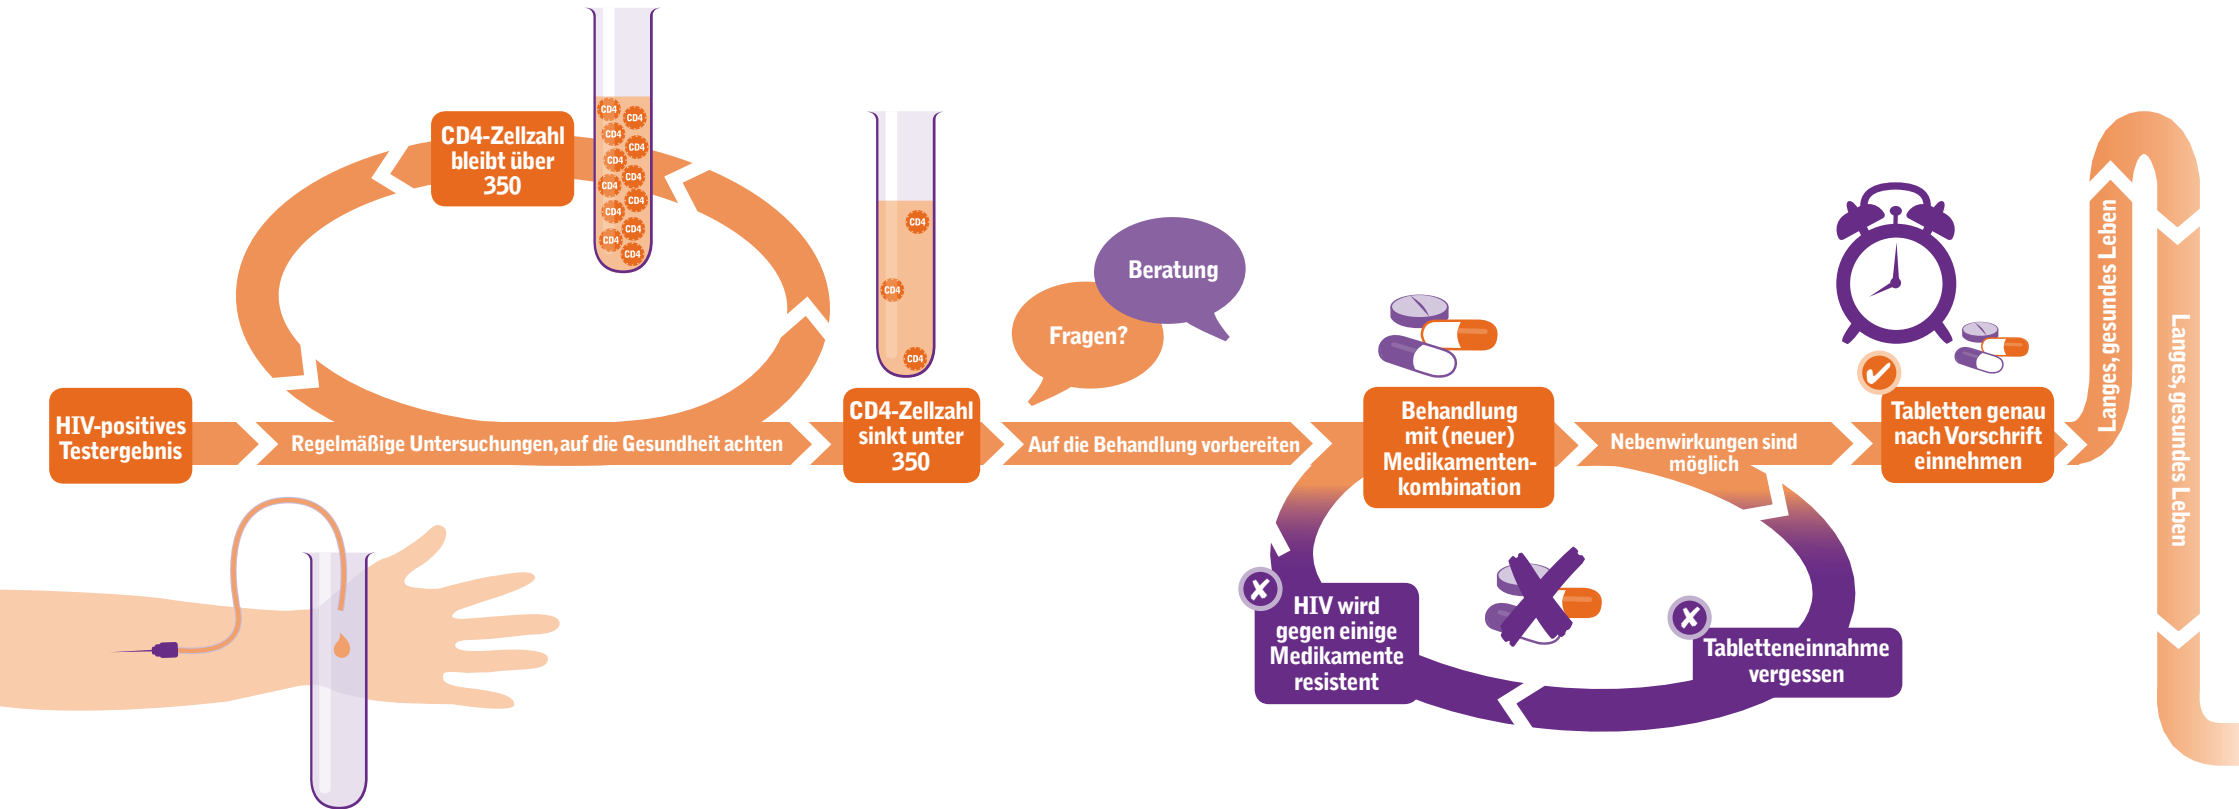 HIV-positives
Testergebnis
Regelmäßige Untersuchungen, auf die Gesundheit achten
CD4-Zellzahl
bleibt über
350
CD4
CD4
CD4
CD4
CD4
CD4
CD4
CD4
CD4
CD4
CD4
CD4
CD4-Zellzahl
sinkt unter
350
CD4
CD4
CD4
Fragen?
Beratung
Auf die Behandlung vorbereiten
Behandlung
mit (neuer)
Medikamenten-
kombination
Nebenwirkungen sind
möglich
Tabletteneinnahme
vergessen
HIV wird
gegen einige
Medikamente
resistent
Tabletten genau
nach Vorschrift
einnehmen
Langes, gesundes Leben
Langes, gesundes Leben